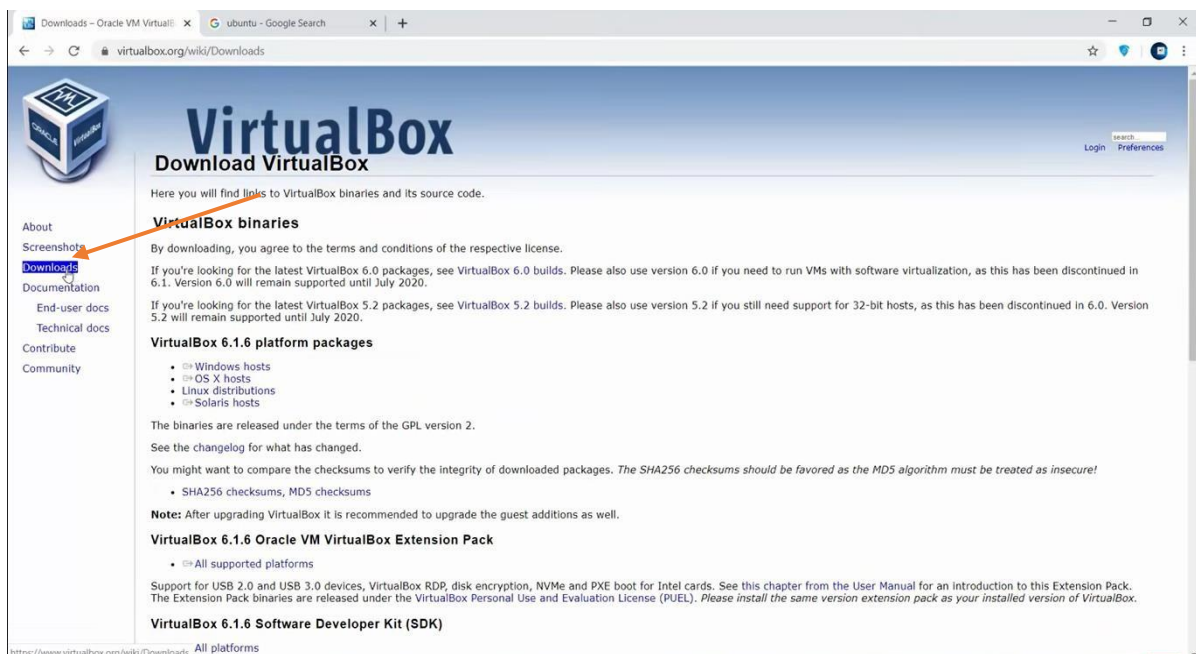 Downloads – Oracle VM Virtual
ubuntu - Google Search
virtualbox.org/wiki/Downloads
ORACLE
VM
VirtualBox
VirtualBox
search...
Login Preferences
Download VirtualBox
Here you will find links to VirtualBox binaries and its source code.
About
Screenshots
Downloads
Documentation
End-user docs
Technical docs
Contribute
Community
VirtualBox binaries
By downloading, you agree to the terms and conditions of the respective license.
If you're looking for the latest VirtualBox 6.0 packages, see VirtualBox 6.0 builds. Please also use version 6.0 if you need to run VMs with software virtualization, as this has been discontinued in
6.1. Version 6.0 will remain supported until July 2020.
If you're looking for the latest VirtualBox 5.2 packages, see VirtualBox 5.2 builds. Please also use version 5.2 if you still need support for 32-bit hosts, as this has been discontinued in 6.0. Version
5.2 will remain supported until July 2020.
VirtualBox 6.1.6 platform packages
• Windows hosts
• OS X hosts
• Linux distributions
• Solaris hosts
The binaries are released under the terms of the GPL version 2.
See the changelog for what has changed.
You might want to compare the checksums to verify the integrity of downloaded packages. The SHA256 checksums should be favored as the MD5 algorithm must be treated as insecure!
• SHA256 checksums, MD5 checksums
Note: After upgrading VirtualBox it is recommended to upgrade the guest additions as well.
VirtualBox 6.1.6 Oracle VM VirtualBox Extension Pack
• All supported platforms
Support for USB 2.0 and USB 3.0 devices, VirtualBox RDP, disk encryption, NVMe and PXE boot for Intel cards. See this chapter from the User Manual for an introduction to this Extension Pack.
The Extension Pack binaries are released under the VirtualBox Personal Use and Evaluation License (PUEL). Please install the same version extension pack as your installed version of VirtualBox.
VirtualBox 6.1.6 Software Developer Kit (SDK)
All platforms
https://www.virtualbox.org/wiki/Downloads